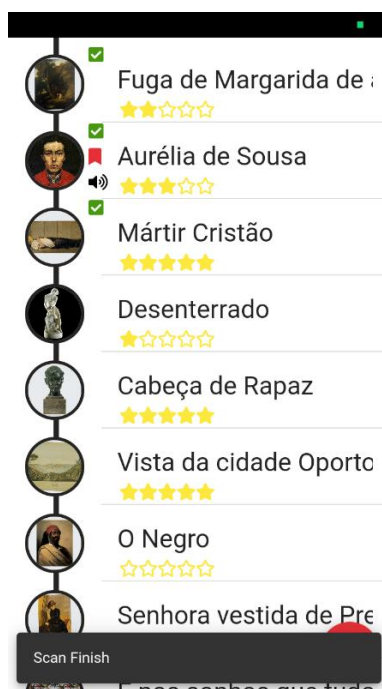 Fuga de Margarida de
Aurélia de Sousa
Mártir Cristão
Desenterrado
Cabeça de Rapaz
Vista da cidade Oporto
O Negro
Senhora vestida de Pre
Scan Finish